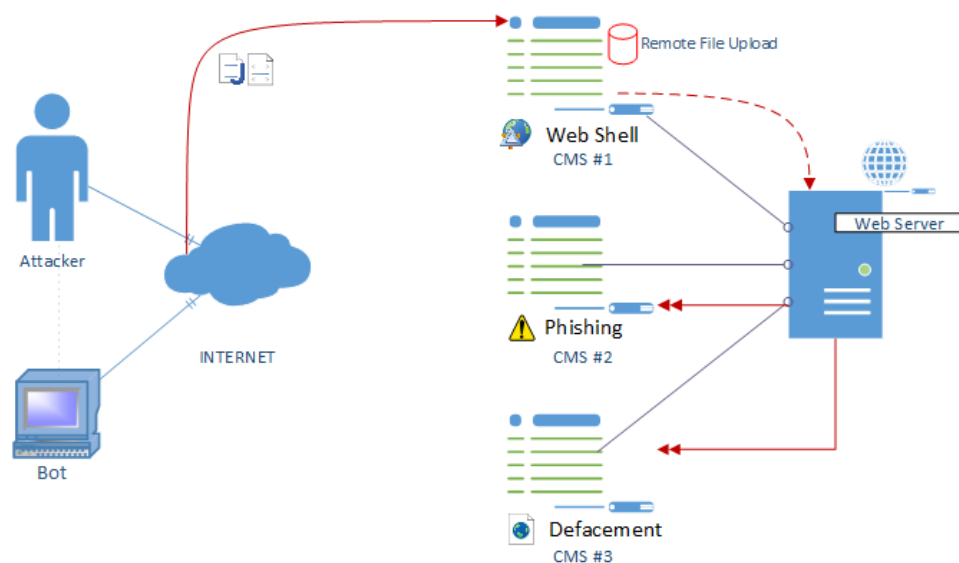 Remote File Upload
Web Shell
CMS #1
Attacker
Web Server
INTERNET
Phishing
CMS #2
Bot
Defacement
CMS #3